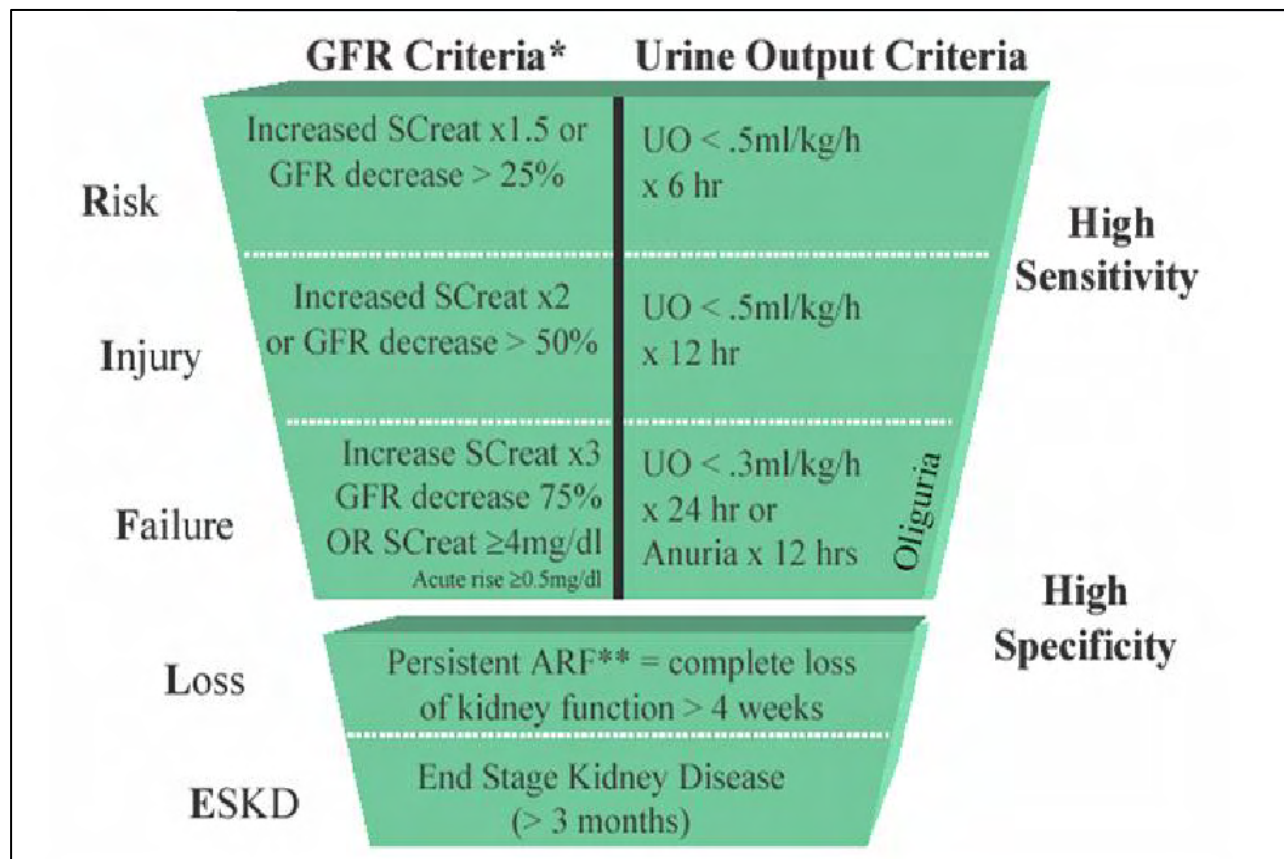 GFR Criteria*
Urine Output Criteria
Risk
Increased SCreat x1.5 or
GFR decrease > 25%
UO < .5ml/kg/h
x 6 hr
High
Sensitivity
Injury
Increased SCreat x2
or GFR decrease > 50%
UO < .5ml/kg/h
x 12 hr
Failure
Increase SCreat x3
GFR decrease 75%
OR SCreat ≥4mg/dl
Acute rise ≥0.5mg/dl
UO < .3ml/kg/h
x 24 hr or
Anuria x 12 hrs
Oliguria
High
Specificity
Loss
Persistent ARF** = complete loss
of kidney function > 4 weeks
ESKD
End Stage Kidney Disease
(> 3 months)